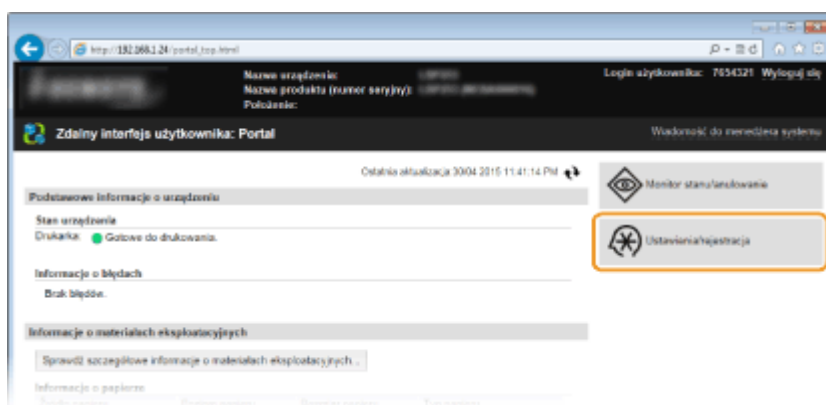 http://192.168.1.24/portal_top.html
Nazwa urządzenia:
Nazwa produktu (numer seryjny):
Położenie:
Login użytkownika: 7654321 Wyloguj się
Zdalny interfejs użytkownika: Portal
Wiadomość do menedżera systemu
Ostatnia aktualizacja 30/04 2015 11:41:14 PM
Podstawowe informacje o urządzeniu
Stan urządzenia
Drukarka: Gotowe do drukowania.
Informacje o błędach
Brak błędów.
Informacje o materiałach eksploatacyjnych
Sprawdź szczegółowe informacje o materiałach eksploatacyjnych...
Informacje o papierze
Monitor stanu/anulowanie
Ustawienia/rejestracja